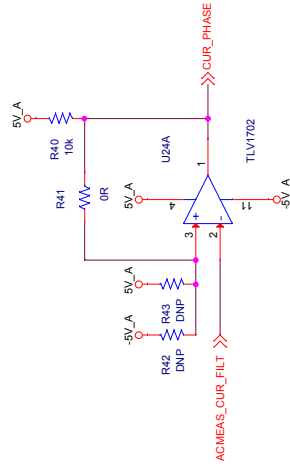 5V_A
R40
10k
CUR_PHASE
R41
0R
U24A
5V_A
4
1
3
+
2
-
11
TLV1702
-5V_A
5V_A
-5V_A
R43
DNP
R42
DNP
ACMEAS_CUR_FILT